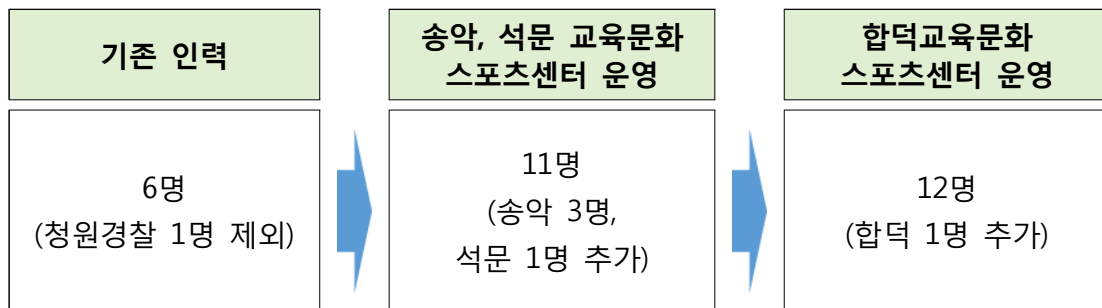 기존 인력
6명
(청원경찰 1명 제외)
송악, 석문 교육문화
스포츠센터 운영
11명
(송악 3명,
석문 1명 추가)
합덕교육문화
스포츠센터 운영
12명
(합덕 1명 추가)